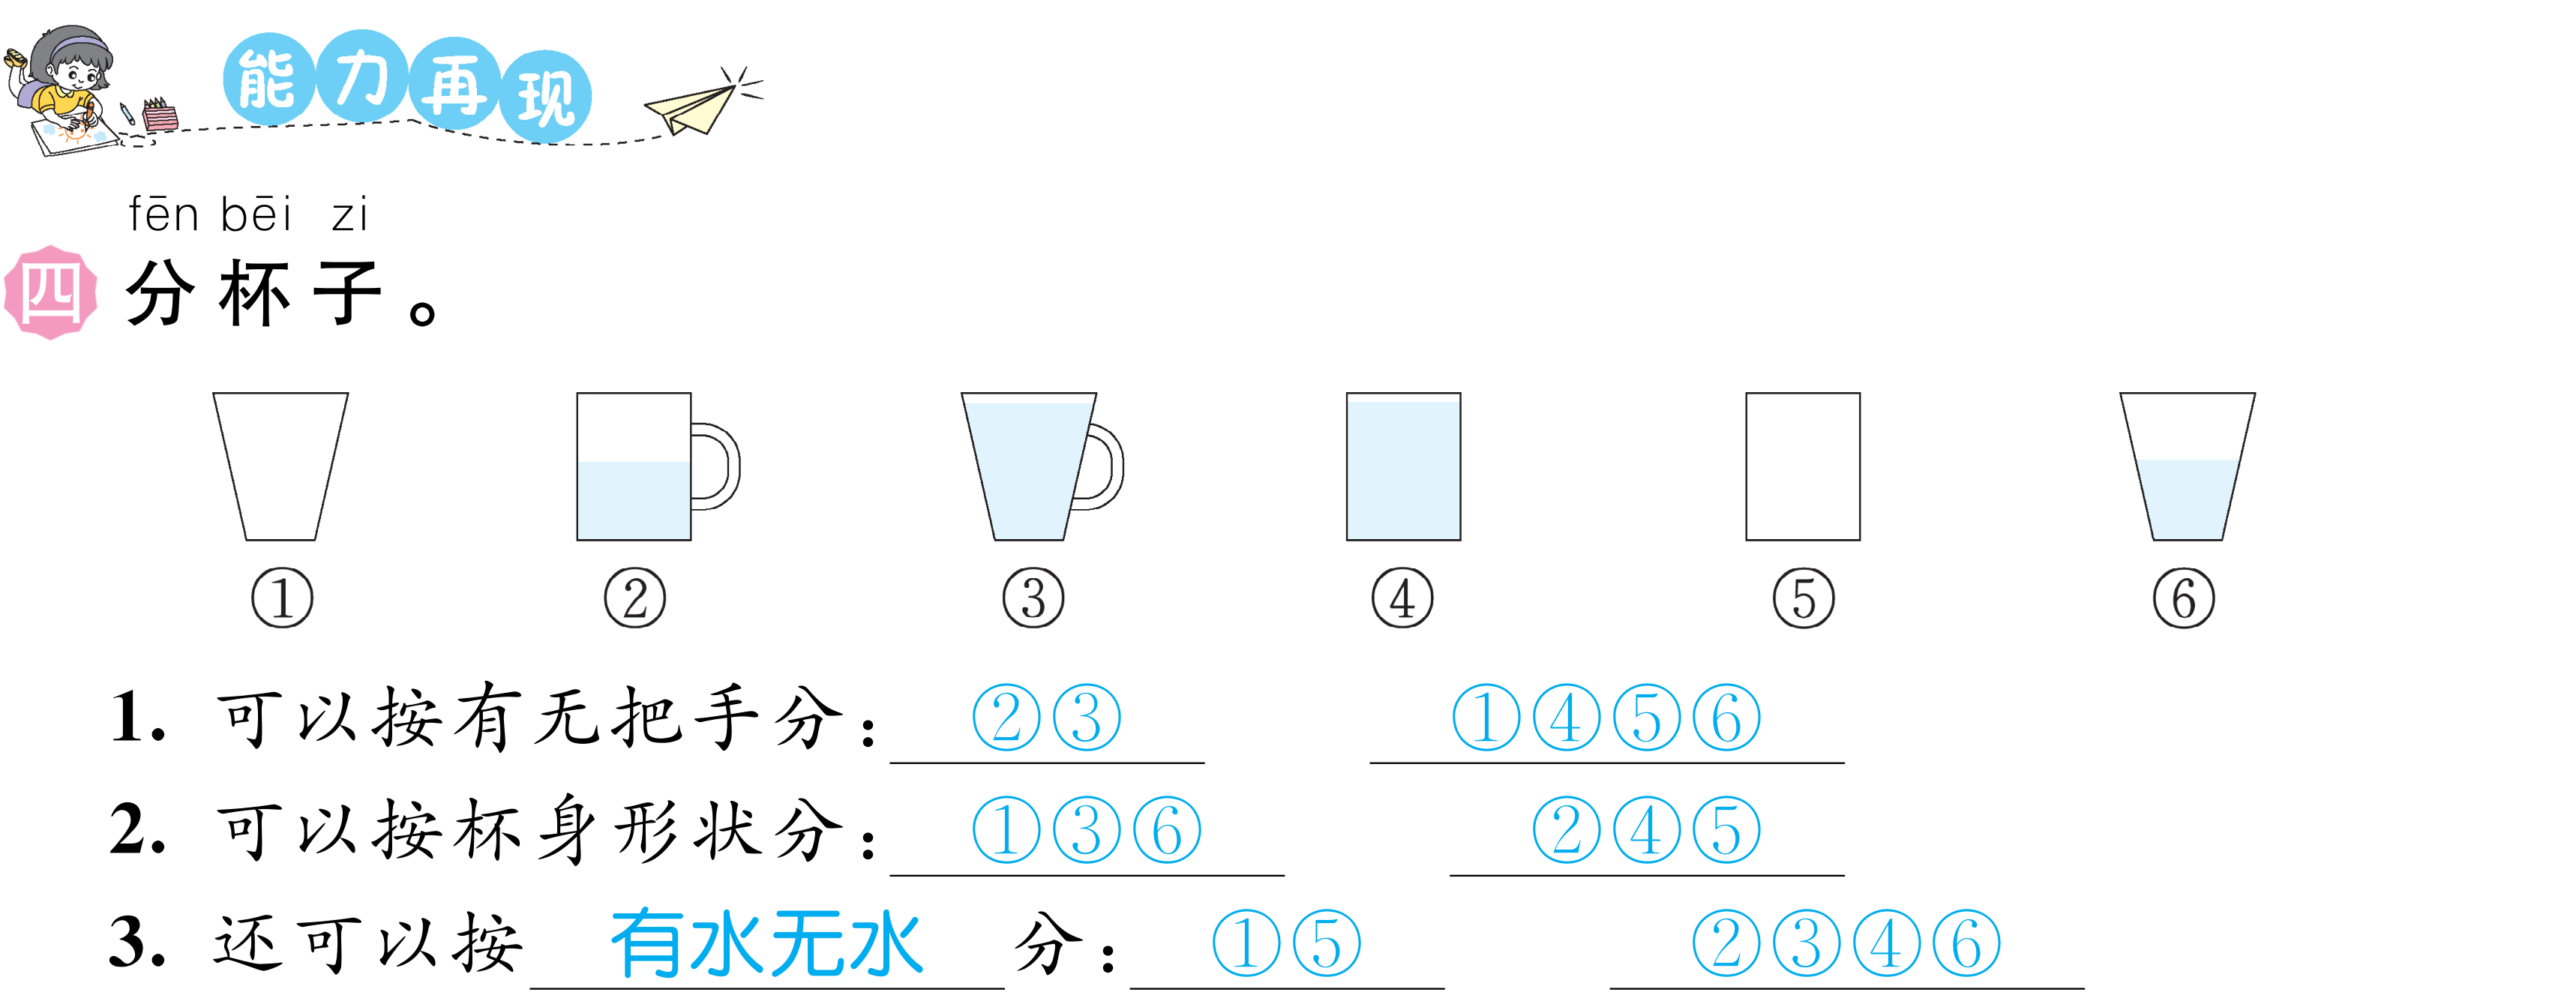 能力再现
fēn bēi zi
四 分杯子。
① ② ③ ④ ⑤ ⑥
1. 可以按有无把手分：②③ ①④⑤⑥
2. 可以按杯身形状分：①③⑥ ②④⑤
3. 还可以按 有水无水 分：①⑤ ②③④⑥